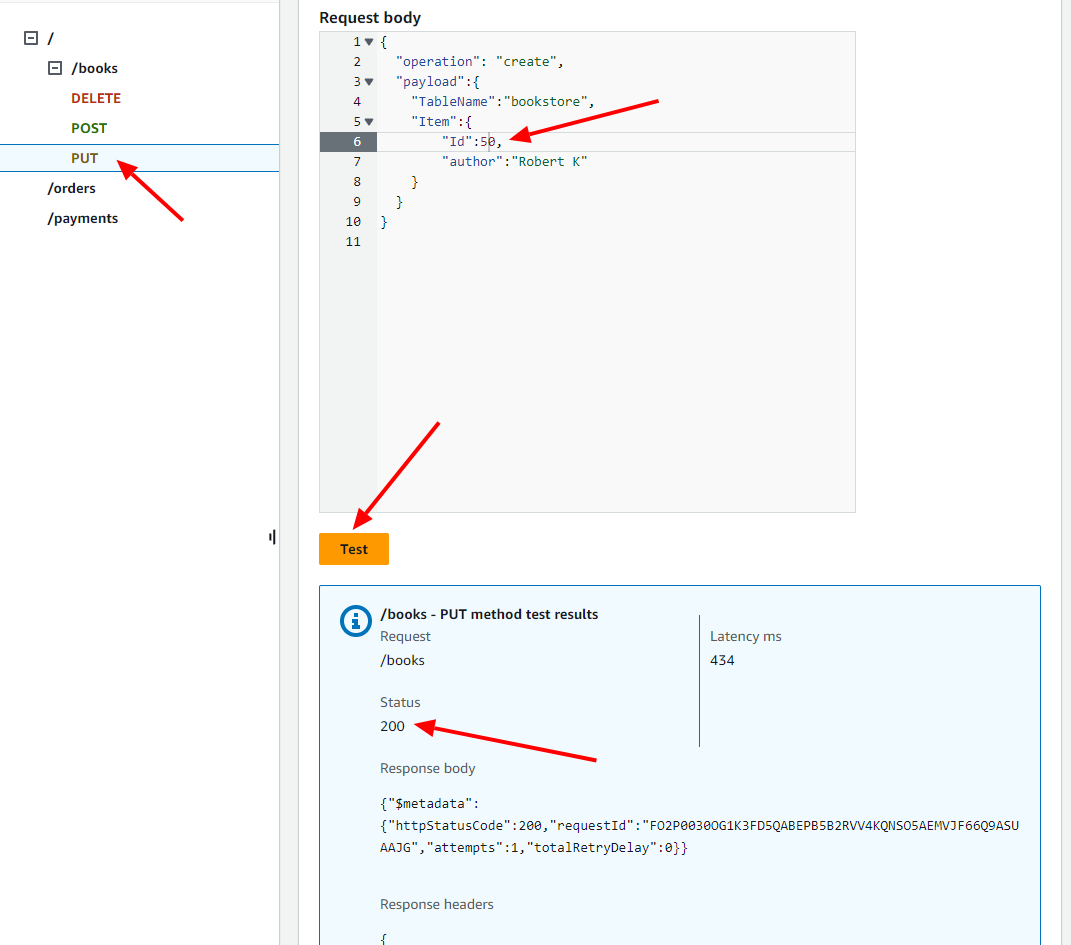 /
/books
DELETE
POST
PUT
/orders
/payments
Request body
1 {
2 "operation": "create",
3 "payload":{
4 "TableName":"bookstore",
5 "Item":{
6 "Id":50,
7 "author":"Robert K"
8 }
9 }
10 }
11
Test
/books - PUT method test results
Request
/books
Latency ms
434
Status
200
Response body
{"$metadata":
{"httpStatusCode":200,"requestId":"FO2P0030OG1K3FD5QABEPB5B2RVV4KQNSO5AEMVJF66Q9ASU
AAJG","attempts":1,"totalRetryDelay":0}}
Response headers
{